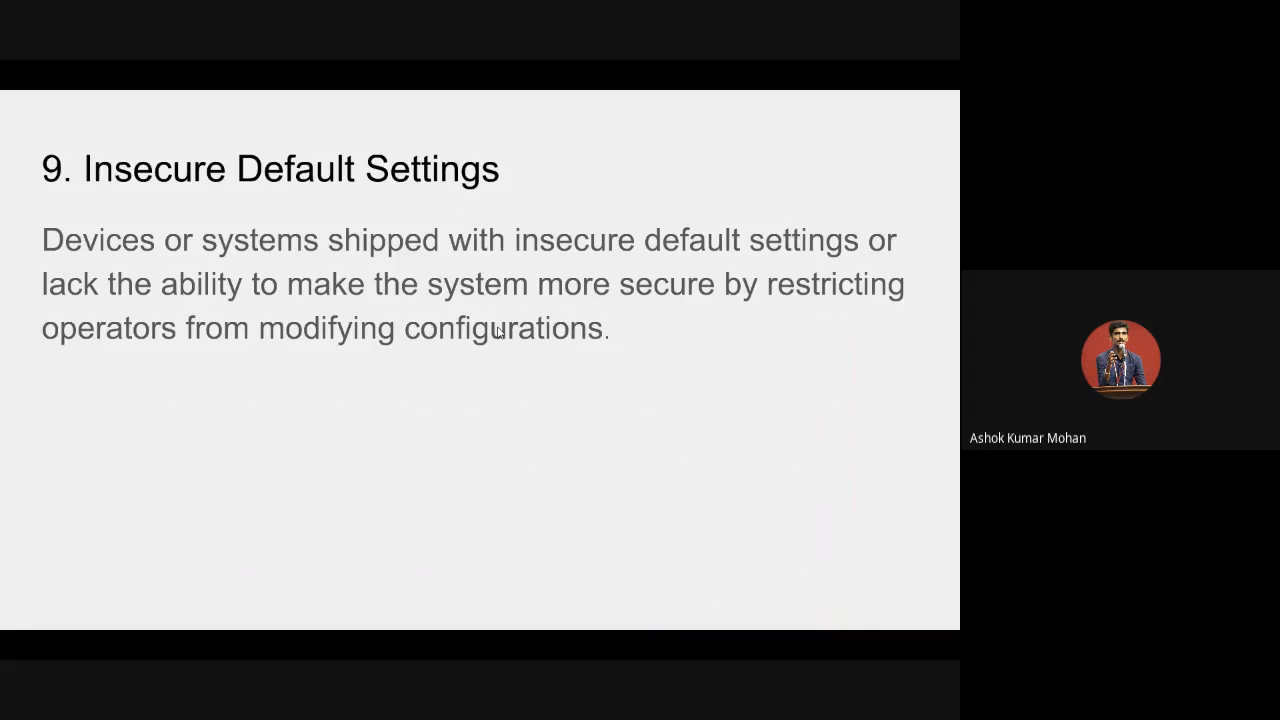 9. Insecure Default Settings
Devices or systems shipped with insecure default settings or
lack the ability to make the system more secure by restricting
operators from modifying configurations.
Ashok Kumar Mohan